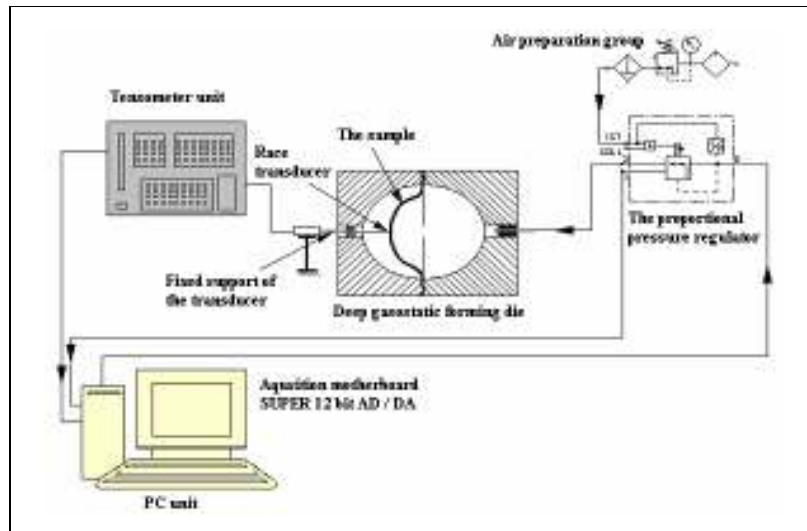 Air preparation group
Tensometer unit
The sample
Race
transducer
The proportional
pressure regulator
Fixed support of
the transducer
Deep gasostatic forming die
Aquaition motherboard
SUPER 12 bit AD / DA
PC unit